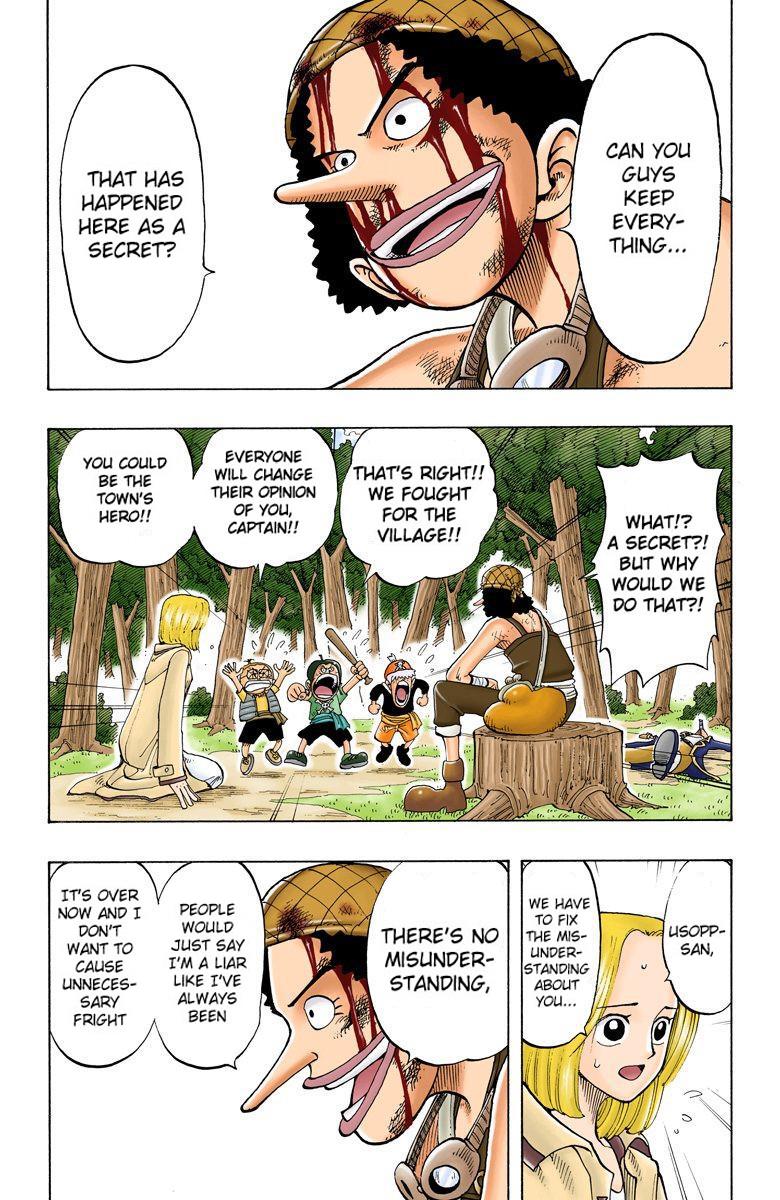 CAN YOU
GUYS
KEEP
EVERY-
THING...
THAT HAS
HAPPENED
HERE AS A
SECRET?
WHAT!?
A SECRET?!
BUT WHY
WOULD WE
DO THAT?!
THAT'S RIGHT!!
WE FOUGHT
FOR THE
VILLAGE!!
EVERYONE
WILL CHANGE
THEIR OPINION
OF YOU,
CAPTAIN!!
YOU COULD
BE THE
TOWN'S
HERO!!
USOPP-
SAN,
WE HAVE
TO FIX
THE MIS-
UNDER-
STANDING
ABOUT
YOU...
THERE'S NO
MISUNDER-
STANDING,
PEOPLE
WOULD
JUST SAY
I'M A LIAR
LIKE I'VE
ALWAYS
BEEN
IT'S OVER
NOW AND I
DON'T
WANT TO
CAUSE
UNNECES-
SARY
FRIGHT